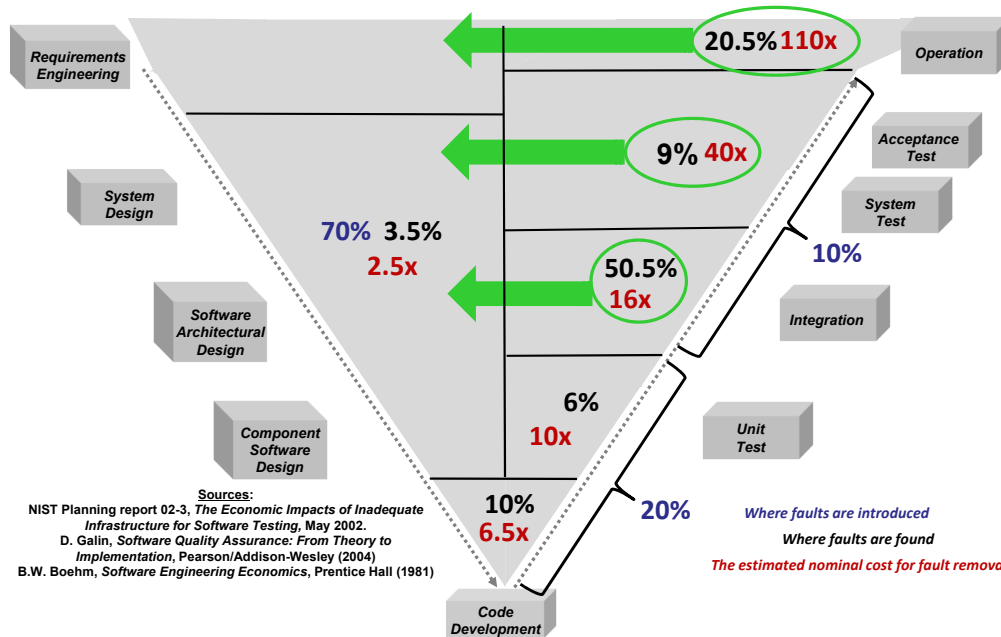 Requirements
Engineering
20.5% 110x
Operation
9% 40x
Acceptance
Test
System
Design
System
Test
70% 3.5%
2.5x
10%
50.5%
16x
Software
Architectural
Design
Integration
6%
10x
Component
Software
Design
Unit
Test
Sources:
NIST Planning report 02-3, The Economic Impacts of Inadequate
Infrastructure for Software Testing, May 2002.
D. Galin, Software Quality Assurance: From Theory to
Implementation, Pearson/Addison-Wesley (2004)
B.W. Boehm, Software Engineering Economics, Prentice Hall (1981)
10%
6.5x
20%
Where faults are introduced
Where faults are found
The estimated nominal cost for fault remova
Code
Development